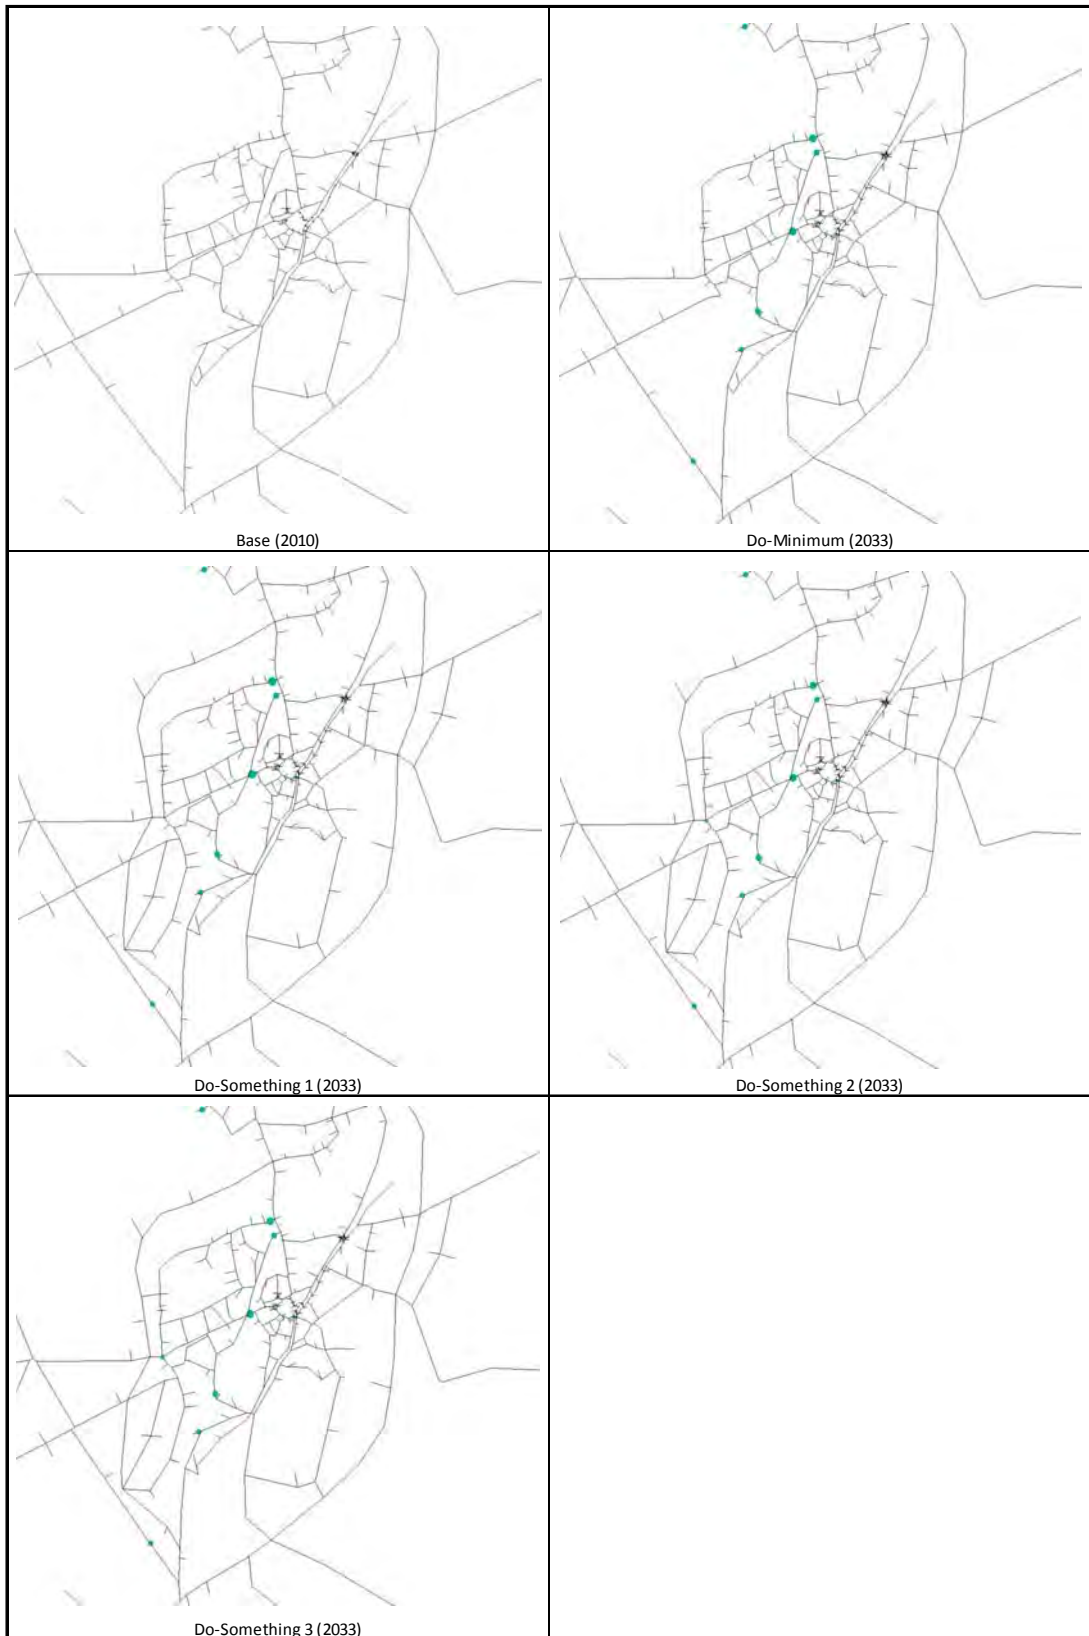 Base (2010)
Do-Minimum (2033)
Do-Something 1 (2033)
Do-Something 2 (2033)
Do-Something 3 (2033)